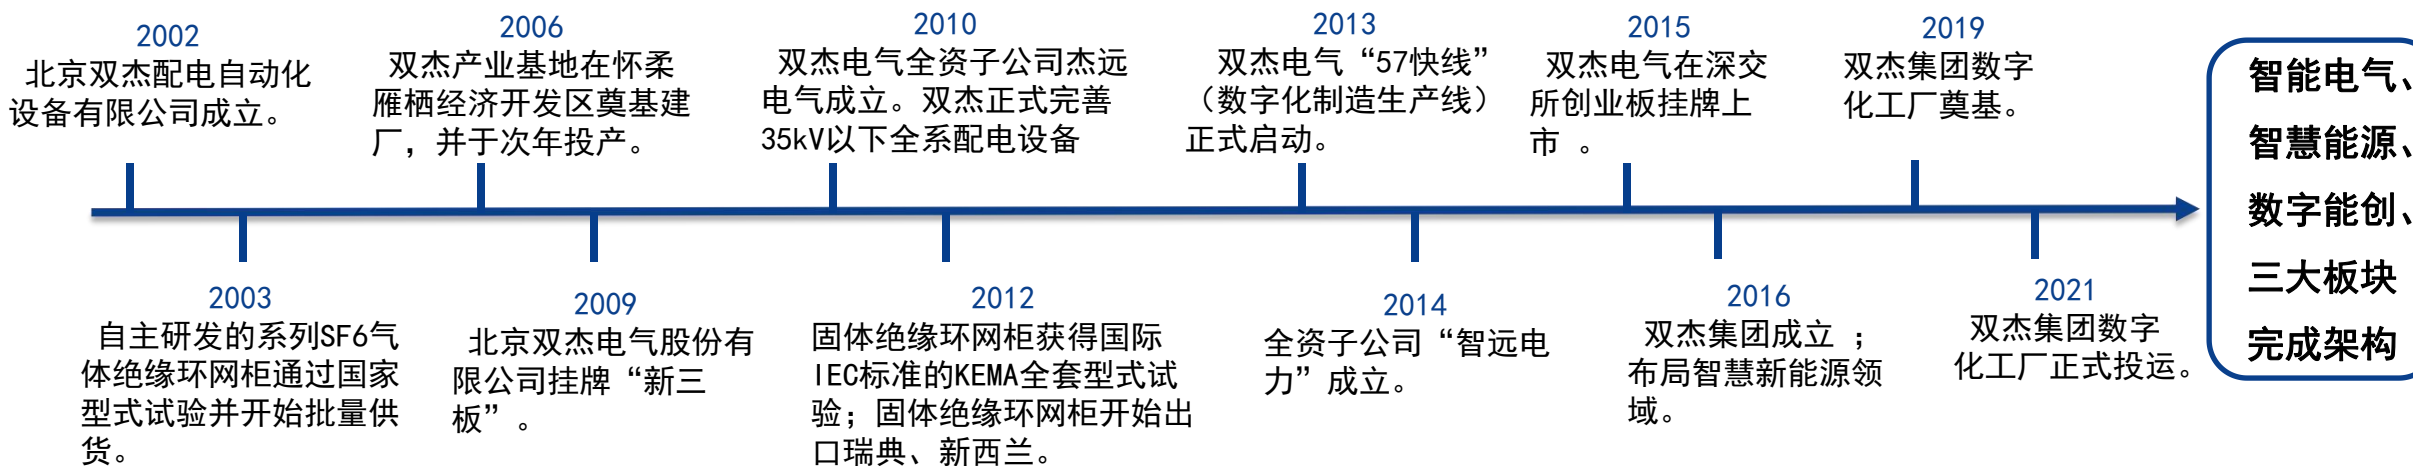 2002
北京双杰配电自动化
设备有限公司成立。
2006
双杰产业基地在怀柔
雁栖经济开发区奠基建
厂，并于次年投产。
2010
双杰电气全资子公司杰远
电气成立。双杰正式完善
35kV以下全系配电设备
2013
双杰电气“57快线”
（数字化制造生产线）
正式启动。
2015
双杰电气在深交
所创业板挂牌上
市 。
2019
双杰集团数字
化工厂奠基。
智能电气、
智慧能源、
数字能创、
三大板块
完成架构
2003
自主研发的系列SF6气
体绝缘环网柜通过国家
型式试验并开始批量供
货。
2009
北京双杰电气股份有
限公司挂牌“新三
板”。
2012
固体绝缘环网柜获得国际
IEC标准的KEMA全套型式试
验；固体绝缘环网柜开始出
口瑞典、新西兰。
2014
全资子公司“智远电
力”成立。
2016
双杰集团成立 ；
布局智慧新能源领
域。
2021
双杰集团数字
化工厂正式投运。